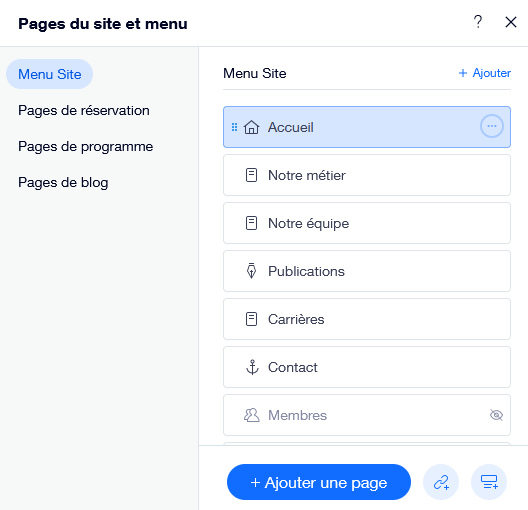 Pages du site et menu
?
Menu Site
Pages de réservation
Pages de programme
Pages de blog
Menu Site
+ Ajouter
Accueil
Notre métier
Notre équipe
Publications
Carrières
Contact
Membres
+ Ajouter une page